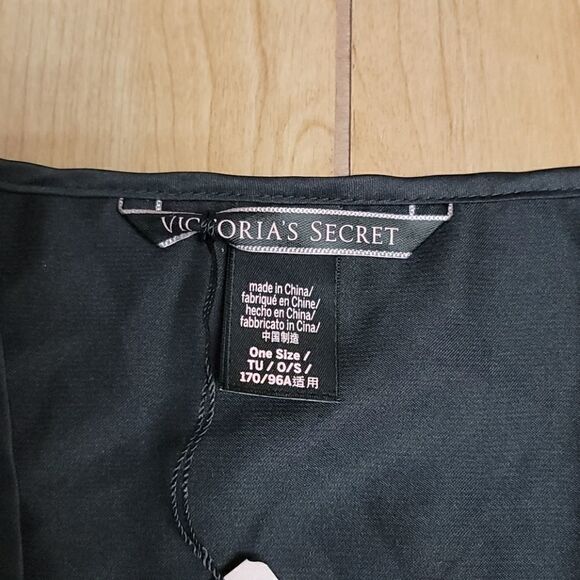 VICTORIA'S SECRET
made in China/
fabriqué en Chine/
hecho en China/
fabbricato in Cina/
中国制造
One Size /
TU / O/S /
170/96A适用